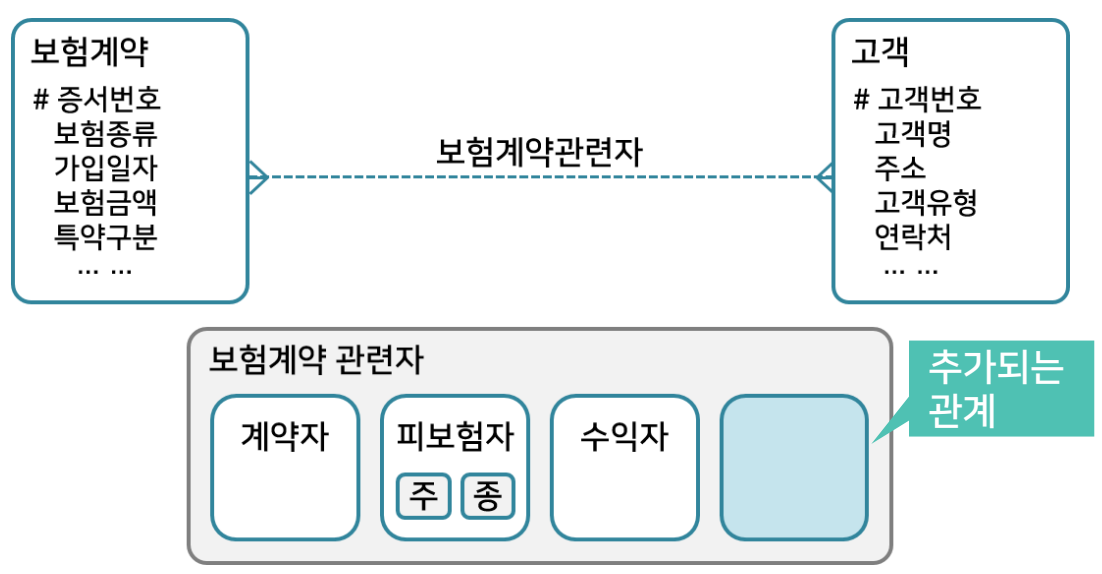 보험계약
# 증서번호
보험종류
가입일자
보험금액
특약구분
... ...
보험계약관련자
고객
# 고객번호
고객명
주소
고객유형
연락처
... ...
보험계약 관련자
계약자
피보험자
주 종
수익자
추가되는
관계